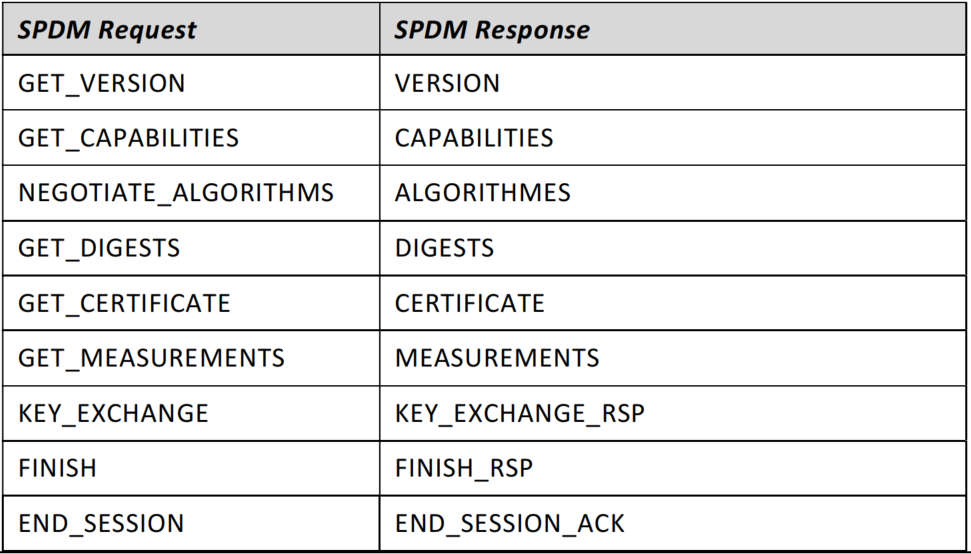 SPDM Request SPDM Response
GET_VERSION VERSION
GET_CAPABILITIES CAPABILITIES
NEGOTIATE_ALGORITHMS ALGORITHMES
GET_DIGESTS DIGESTS
GET_CERTIFICATE CERTIFICATE
GET_MEASUREMENTS MEASUREMENTS
KEY_EXCHANGE KEY_EXCHANGE_RSP
FINISH FINISH_RSP
END_SESSION END_SESSION_ACK